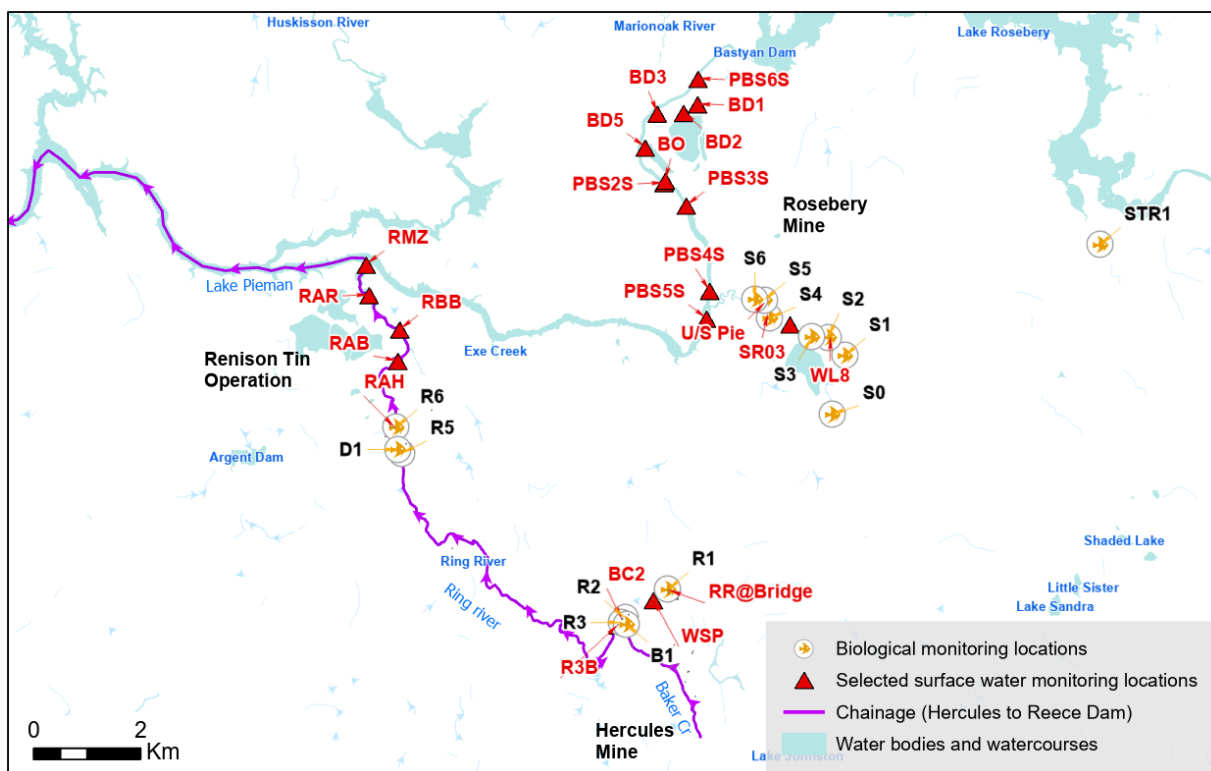 Huskisson River
Marionoak River
Lake Rosebery
Bastyan Dam
BD3
PBS6S
BD1
BD5
BO
BD2
PBS2S
PBS3S
Rosebery
Mine
STR1
RMZ
PBS4S
S6
S5
S4
S2
S1
Lake Pieman
RAR
RBB
PBS5S
U/S Pie
SR03
RAB
Exe Creek
Renison Tin
Operation
RAH
S3
WL8
S0
R6
D1
R5
Argent Dam
Ring River
Ring river
BC2
R1
R2
RR@Bridge
R3
WSP
R3B
B1
Baker Cr
Hercules
Mine
Shaded Lake
Little Sister
Lake Sandra
Lake Johnston
Biological monitoring locations
Selected surface water monitoring locations
Chainage (Hercules to Reece Dam)
Water bodies and watercourses
0 2
Km